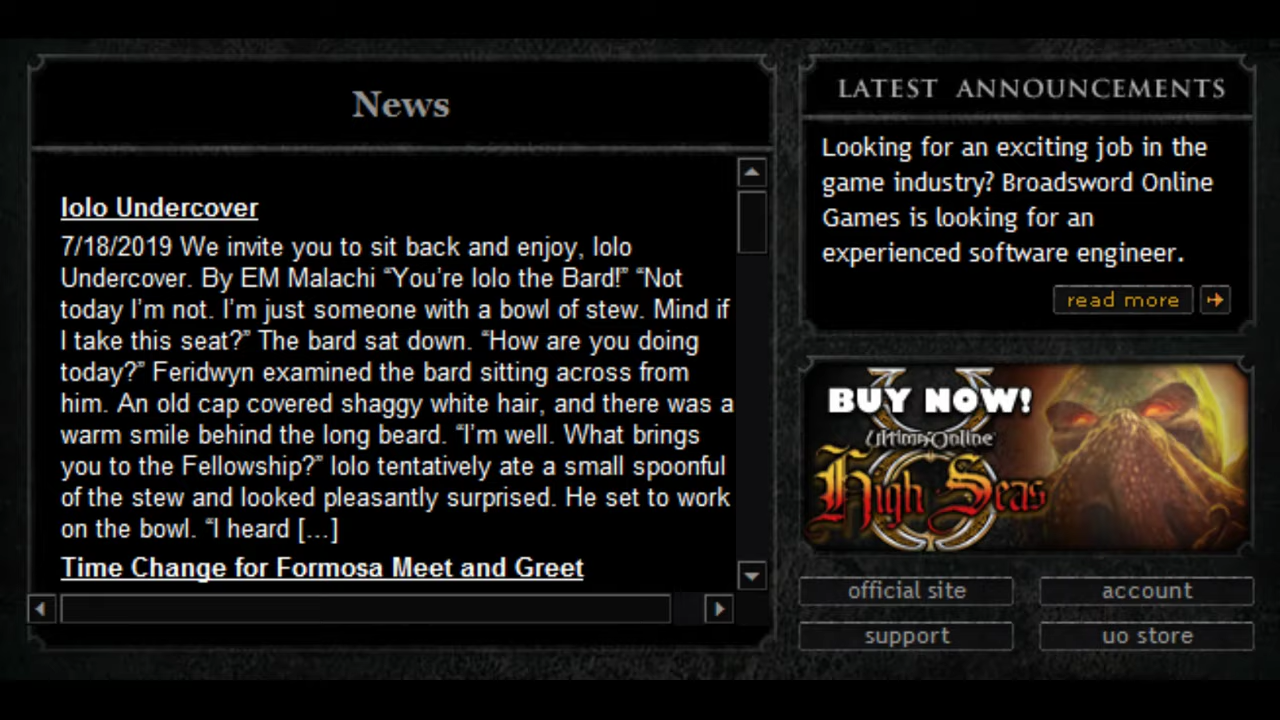 News
Iolo Undercover
7/18/2019 We invite you to sit back and enjoy, Iolo
Undercover. By EM Malachi “You’re Iolo the Bard!” “Not
today I’m not. I’m just someone with a bowl of stew. Mind if
I take this seat?” The bard sat down. “How are you doing
today?” Feridwyn examined the bard sitting across from
him. An old cap covered shaggy white hair, and there was a
warm smile behind the long beard. “I’m well. What brings
you to the Fellowship?” Iolo tentatively ate a small spoonful
of the stew and looked pleasantly surprised. He set to work
on the bowl. “I heard […]
Time Change for Formosa Meet and Greet
LATEST ANNOUNCEMENTS
Looking for an exciting job in the
game industry? Broadsword Online
Games is looking for an
experienced software engineer.
read more
BUY NOW!
Ultima Online
High Seas
official site
account
support
uo store